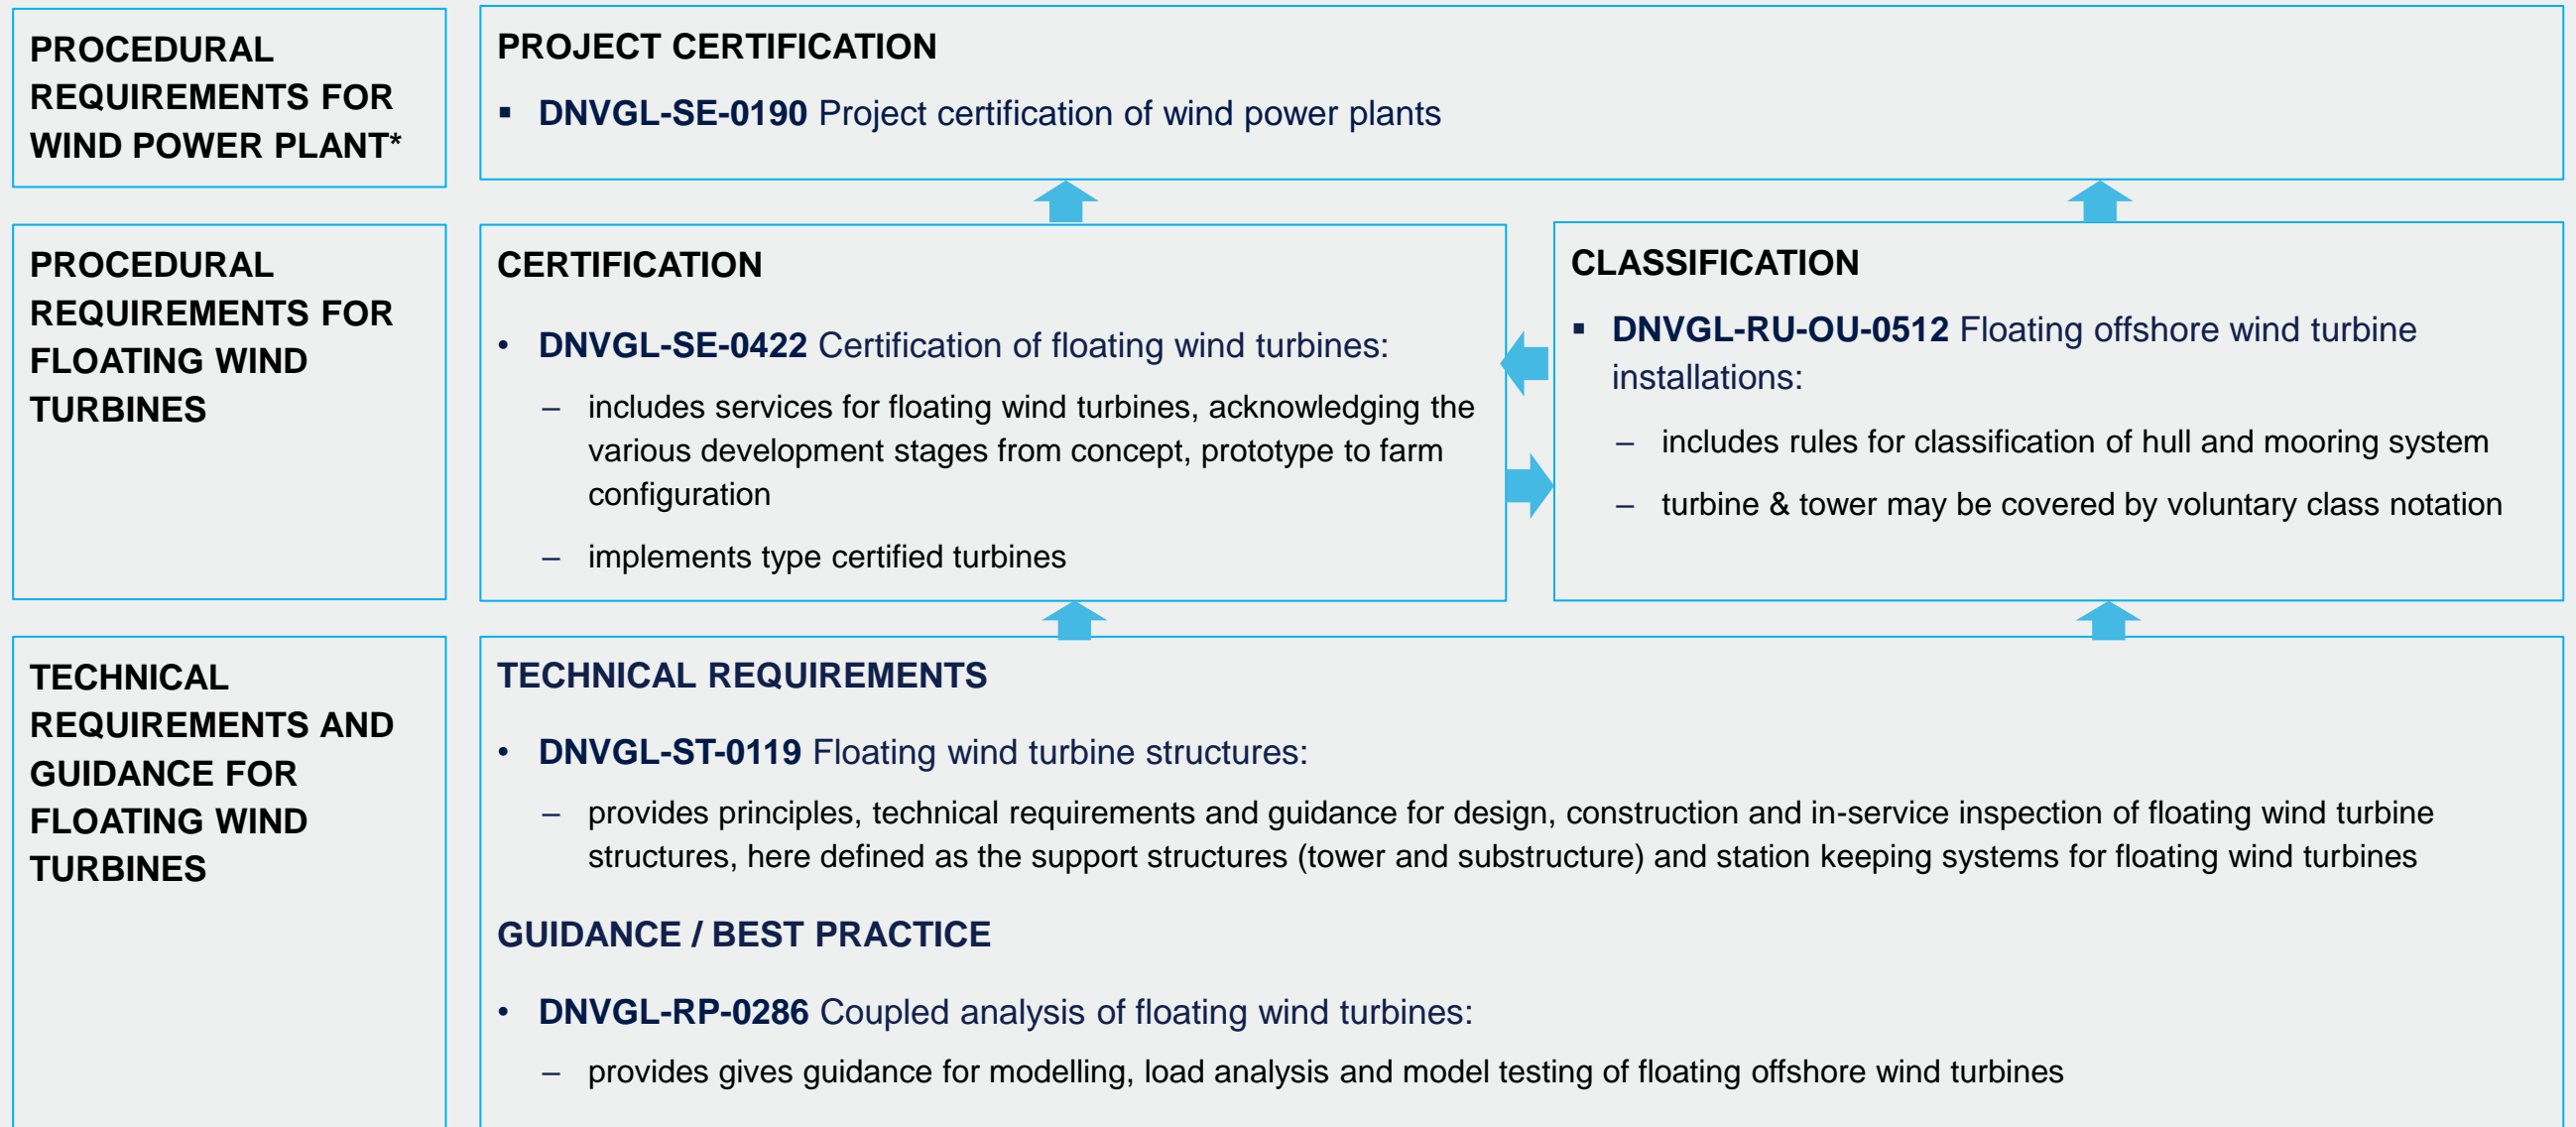 PROCEDURAL
REQUIREMENTS FOR
WIND POWER PLANT*
PROJECT CERTIFICATION
▪ DNVGL-SE-0190 Project certification of wind power plants
PROCEDURAL
REQUIREMENTS FOR
FLOATING WIND
TURBINES
CERTIFICATION
• DNVGL-SE-0422 Certification of floating wind turbines:
– includes services for floating wind turbines, acknowledging the
various development stages from concept, prototype to farm
configuration
– implements type certified turbines
CLASSIFICATION
▪ DNVGL-RU-OU-0512 Floating offshore wind turbine
installations:
– includes rules for classification of hull and mooring system
– turbine & tower may be covered by voluntary class notation
TECHNICAL
REQUIREMENTS AND
GUIDANCE FOR
FLOATING WIND
TURBINES
TECHNICAL REQUIREMENTS
• DNVGL-ST-0119 Floating wind turbine structures:
– provides principles, technical requirements and guidance for design, construction and in-service inspection of floating wind turbine
structures, here defined as the support structures (tower and substructure) and station keeping systems for floating wind turbines
GUIDANCE / BEST PRACTICE
• DNVGL-RP-0286 Coupled analysis of floating wind turbines:
– provides gives guidance for modelling, load analysis and model testing of floating offshore wind turbines